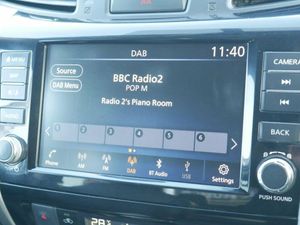 DAB
11:40
MENU
CAMERA
Source
BBC Radio2
POP M
DAB Menu
Radio 2's Piano Room
1 2 3 4 5 6
BACK
Phone AM FM DAB BT Audio USB Settings
PUSH SOUND